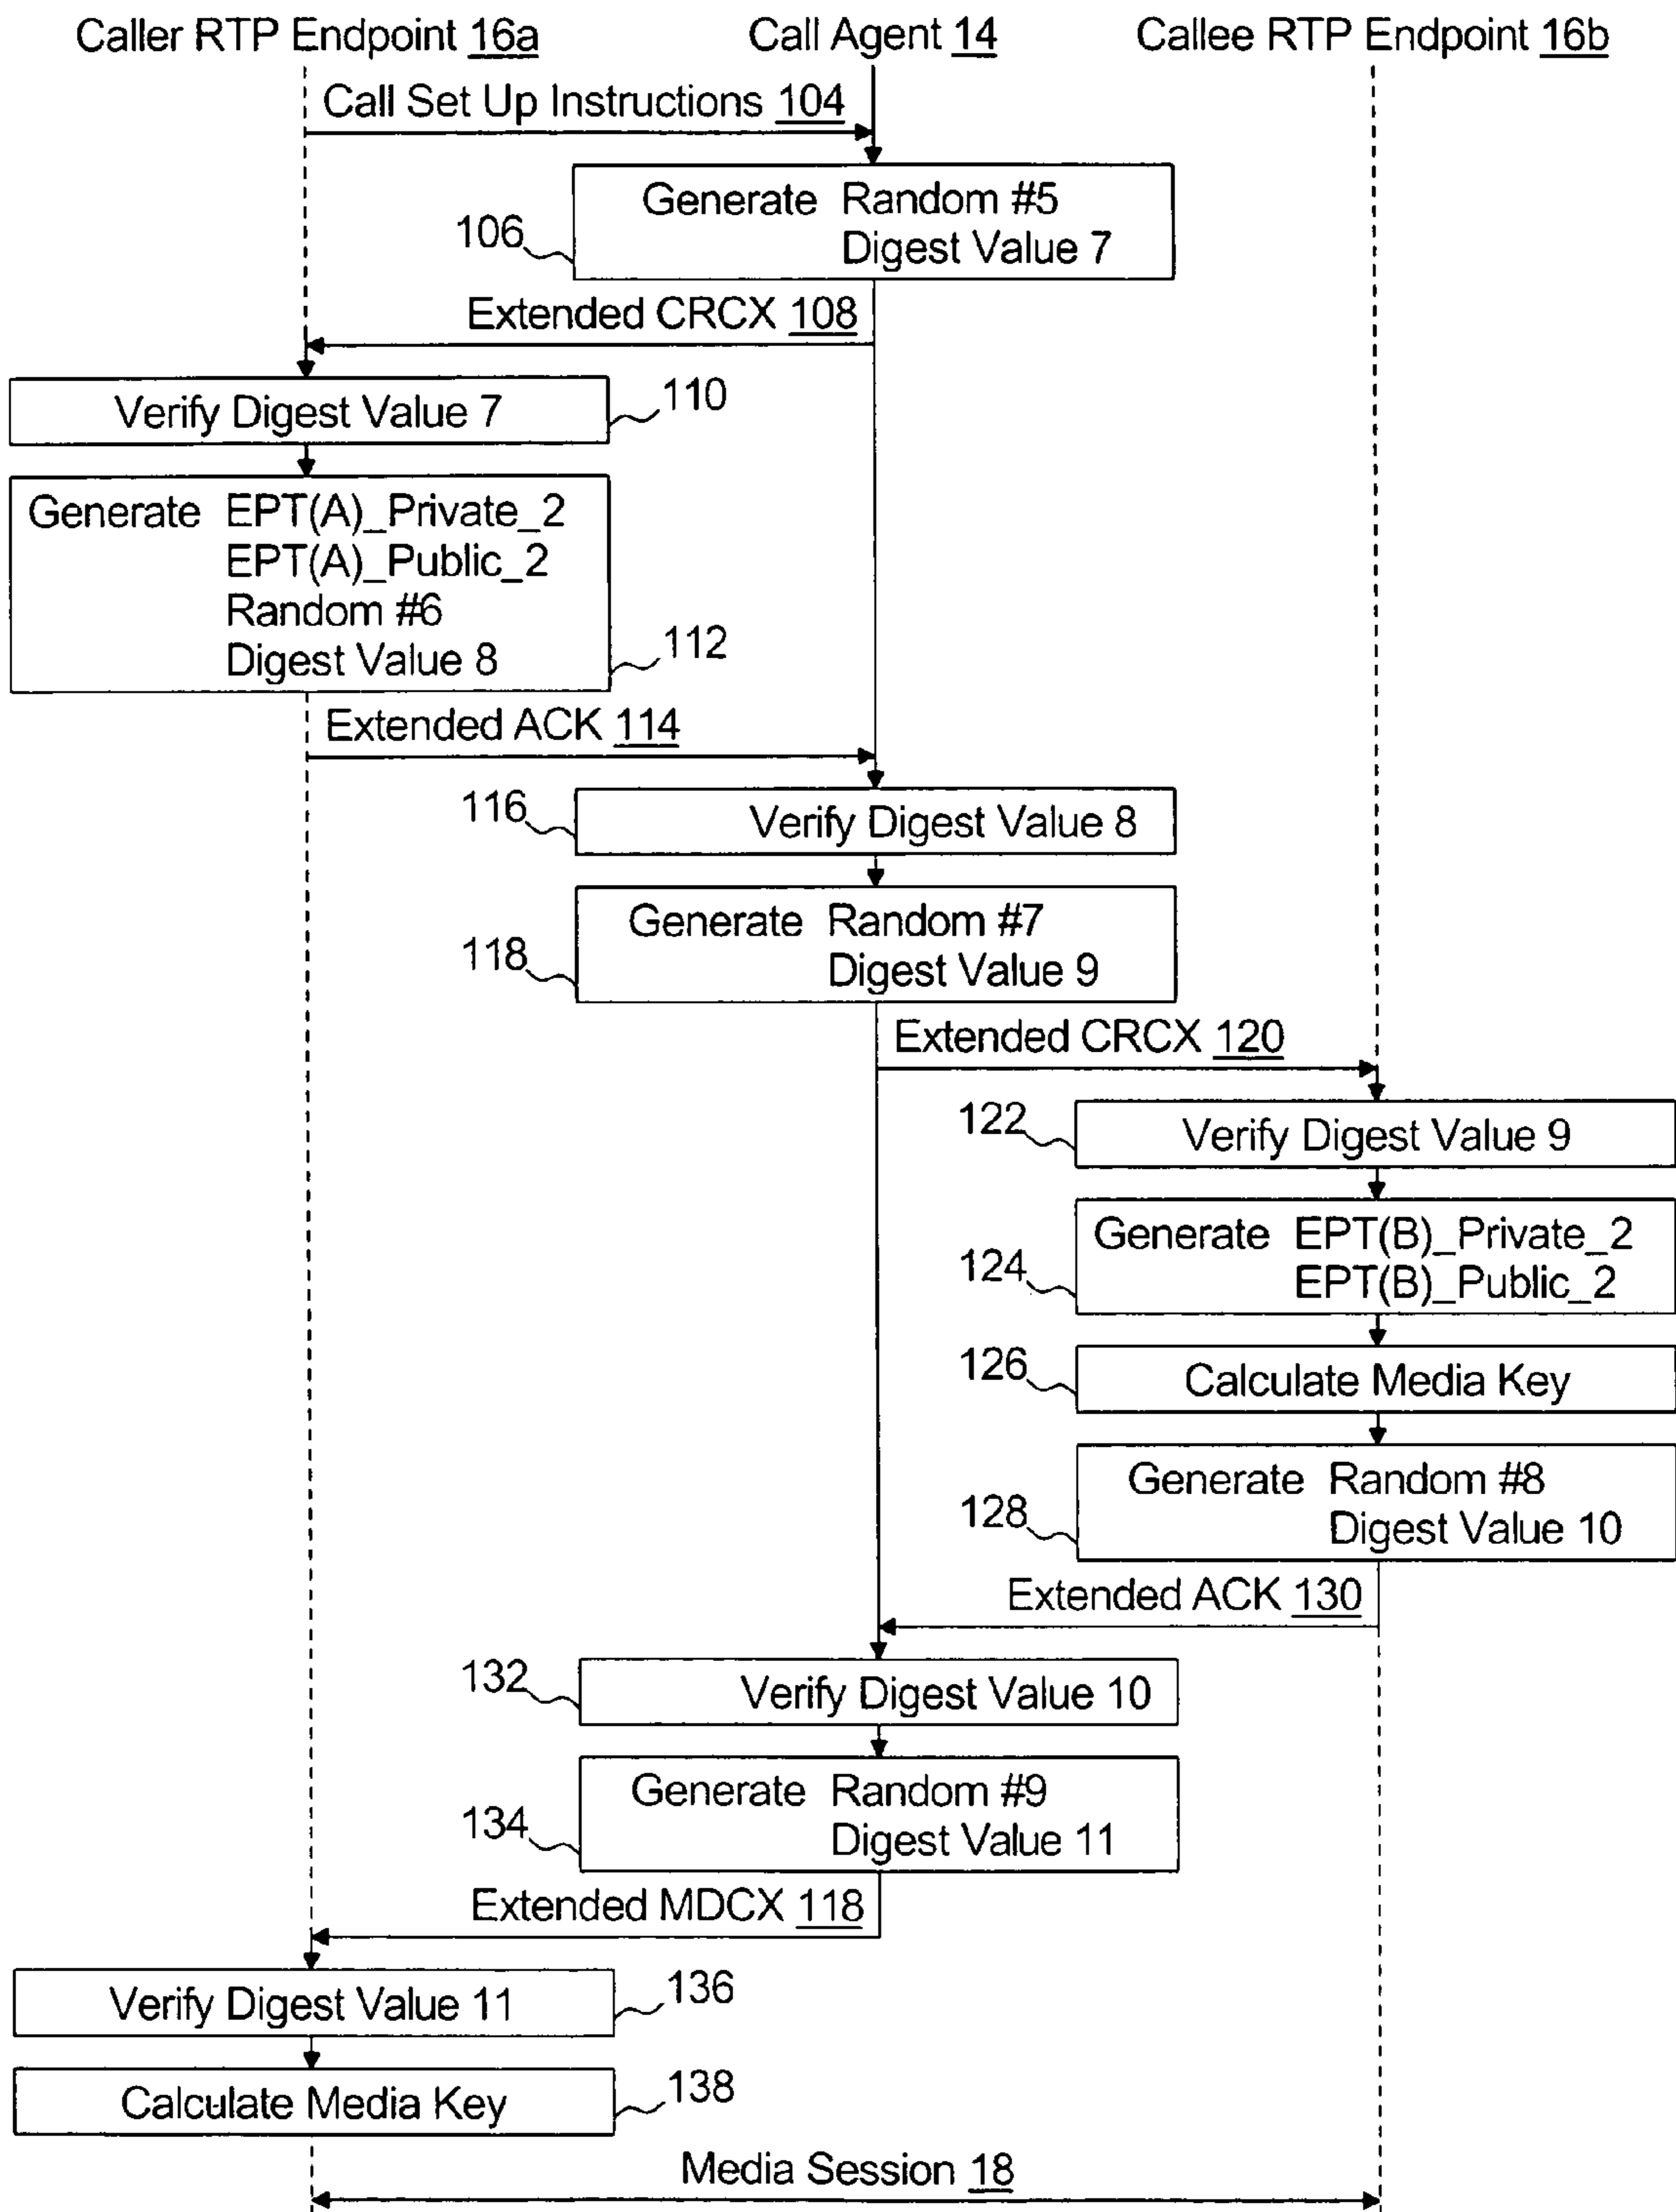 Caller RTP Endpoint 16a
Call Agent 14
Callee RTP Endpoint 16b
Call Set Up Instructions 104
Generate Random #5
Digest Value 7
106
Extended CRCX 108
Verify Digest Value 7
110
Generate EPT(A)_Private_2
EPT(A)_Public_2
Random #6
Digest Value 8
112
Extended ACK 114
116
Verify Digest Value 8
Generate Random #7
Digest Value 9
118
Extended CRCX 120
122
Verify Digest Value 9
Generate EPT(B)_Private_2
EPT(B)_Public_2
124
126
Calculate Media Key
Generate Random #8
Digest Value 10
128
Extended ACK 130
132
Verify Digest Value 10
Generate Random #9
Digest Value 11
134
Extended MDCX 118
Verify Digest Value 11
136
Calculate Media Key
138
Media Session 18